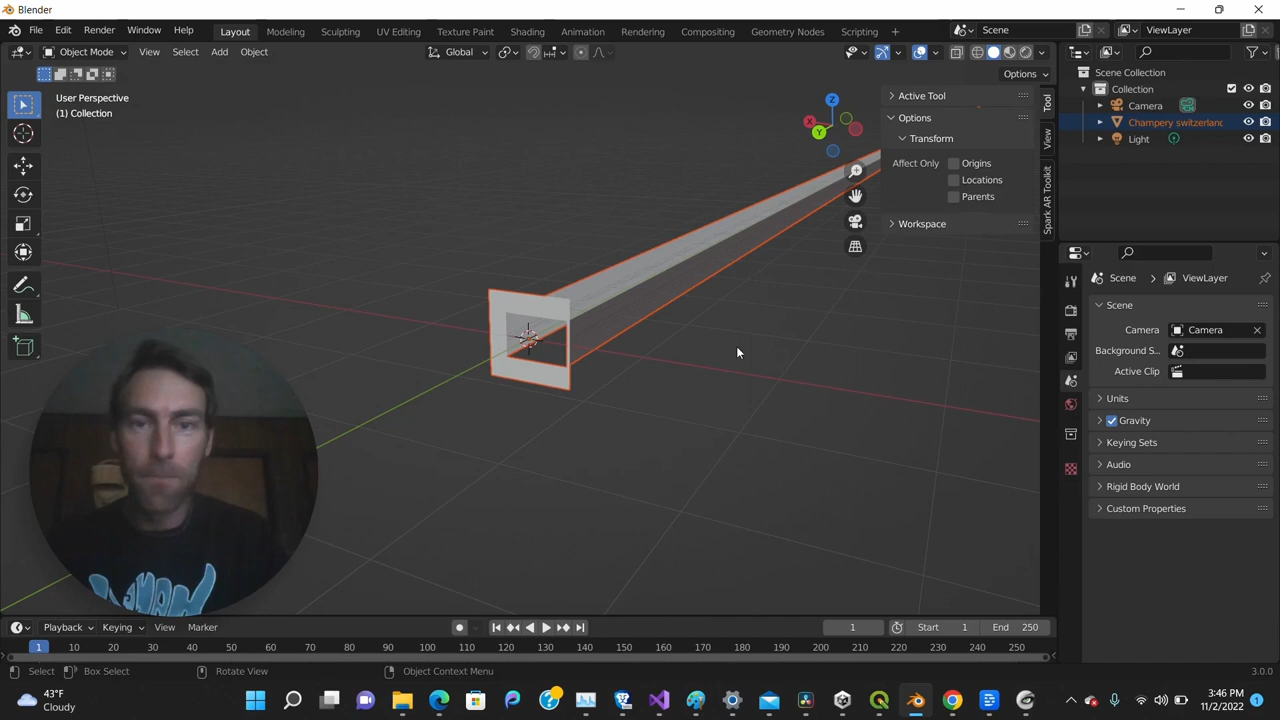 Blender
File Edit Render Window Help Layout Modeling Sculpting UV Editing Texture Paint Shading Animation Rendering Compositing Geometry Nodes Scripting + Scene ViewLayer
Object Mode View Select Add Object Global
Options
User Perspective
(1) Collection
Z
X
Y
Active Tool
Options
Transform
Affect Only Origins
Locations
Parents
Workspace
Tool
View
Spark AR Toolkit
Scene Collection
Collection
Camera
Champery switzerland
Light
Scene ViewLayer
Scene
Camera Camera
Background S...
Active Clip
Units
Gravity
Keying Sets
Audio
Rigid Body World
Custom Properties
Playback Keying View Marker 1 Start 1 End 250
1 10 20 30 40 50 60 70 80 90 100 110 120 130 140 150 160 170 180 190 200 210 220 230 240 250
Select Box Select Rotate View Object Context Menu 3.0.0
43°F
Cloudy
3:46 PM
11/2/2022
1